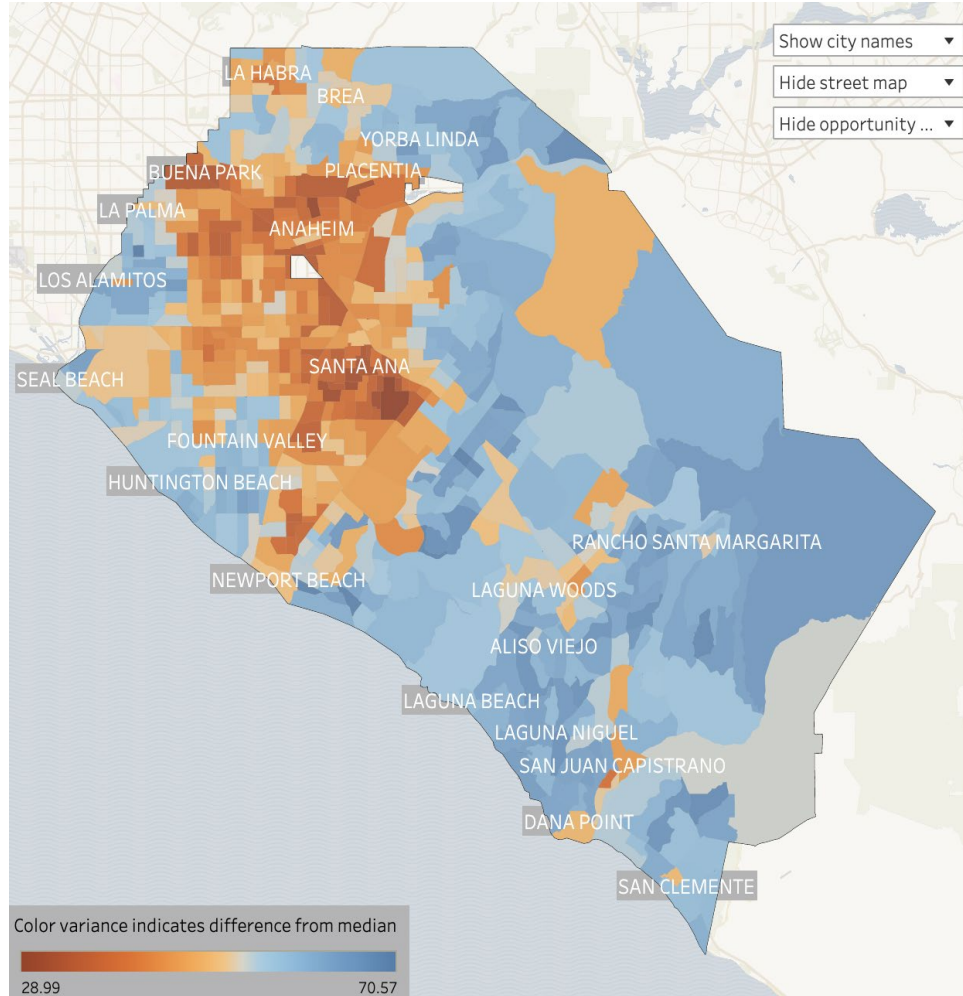 Show city names
Hide street map
Hide opportunity ...
LA HABRA
BREA
YORBA LINDA
BUENA PARK
PLACENTIA
LA PALMA
ANAHEIM
LOS ALAMITOS
SANTA ANA
SEAL BEACH
FOUNTAIN VALLEY
HUNTINGTON BEACH
RANCHO SANTA MARGARITA
NEWPORT BEACH
LAGUNA WOODS
ALISO VIEJO
LAGUNA BEACH
LAGUNA NIGUEL
SAN JUAN CAPISTRANO
DANA POINT
SAN CLEMENTE
Color variance indicates difference from median
28.99
70.57